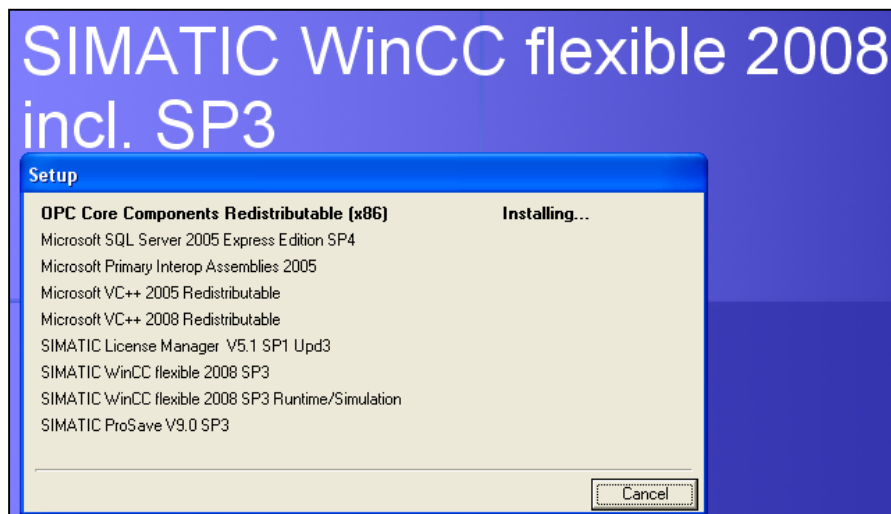 SIMATIC WinCC flexible 2008
incl. SP3
Setup
OPC Core Components Redistributable (x86) Installing...
Microsoft SQL Server 2005 Express Edition SP4
Microsoft Primary Interop Assemblies 2005
Microsoft VC++ 2005 Redistributable
Microsoft VC++ 2008 Redistributable
SIMATIC License Manager V5.1 SP1 Upd3
SIMATIC WinCC flexible 2008 SP3
SIMATIC WinCC flexible 2008 SP3 Runtime/Simulation
SIMATIC ProSave V9.0 SP3
Cancel